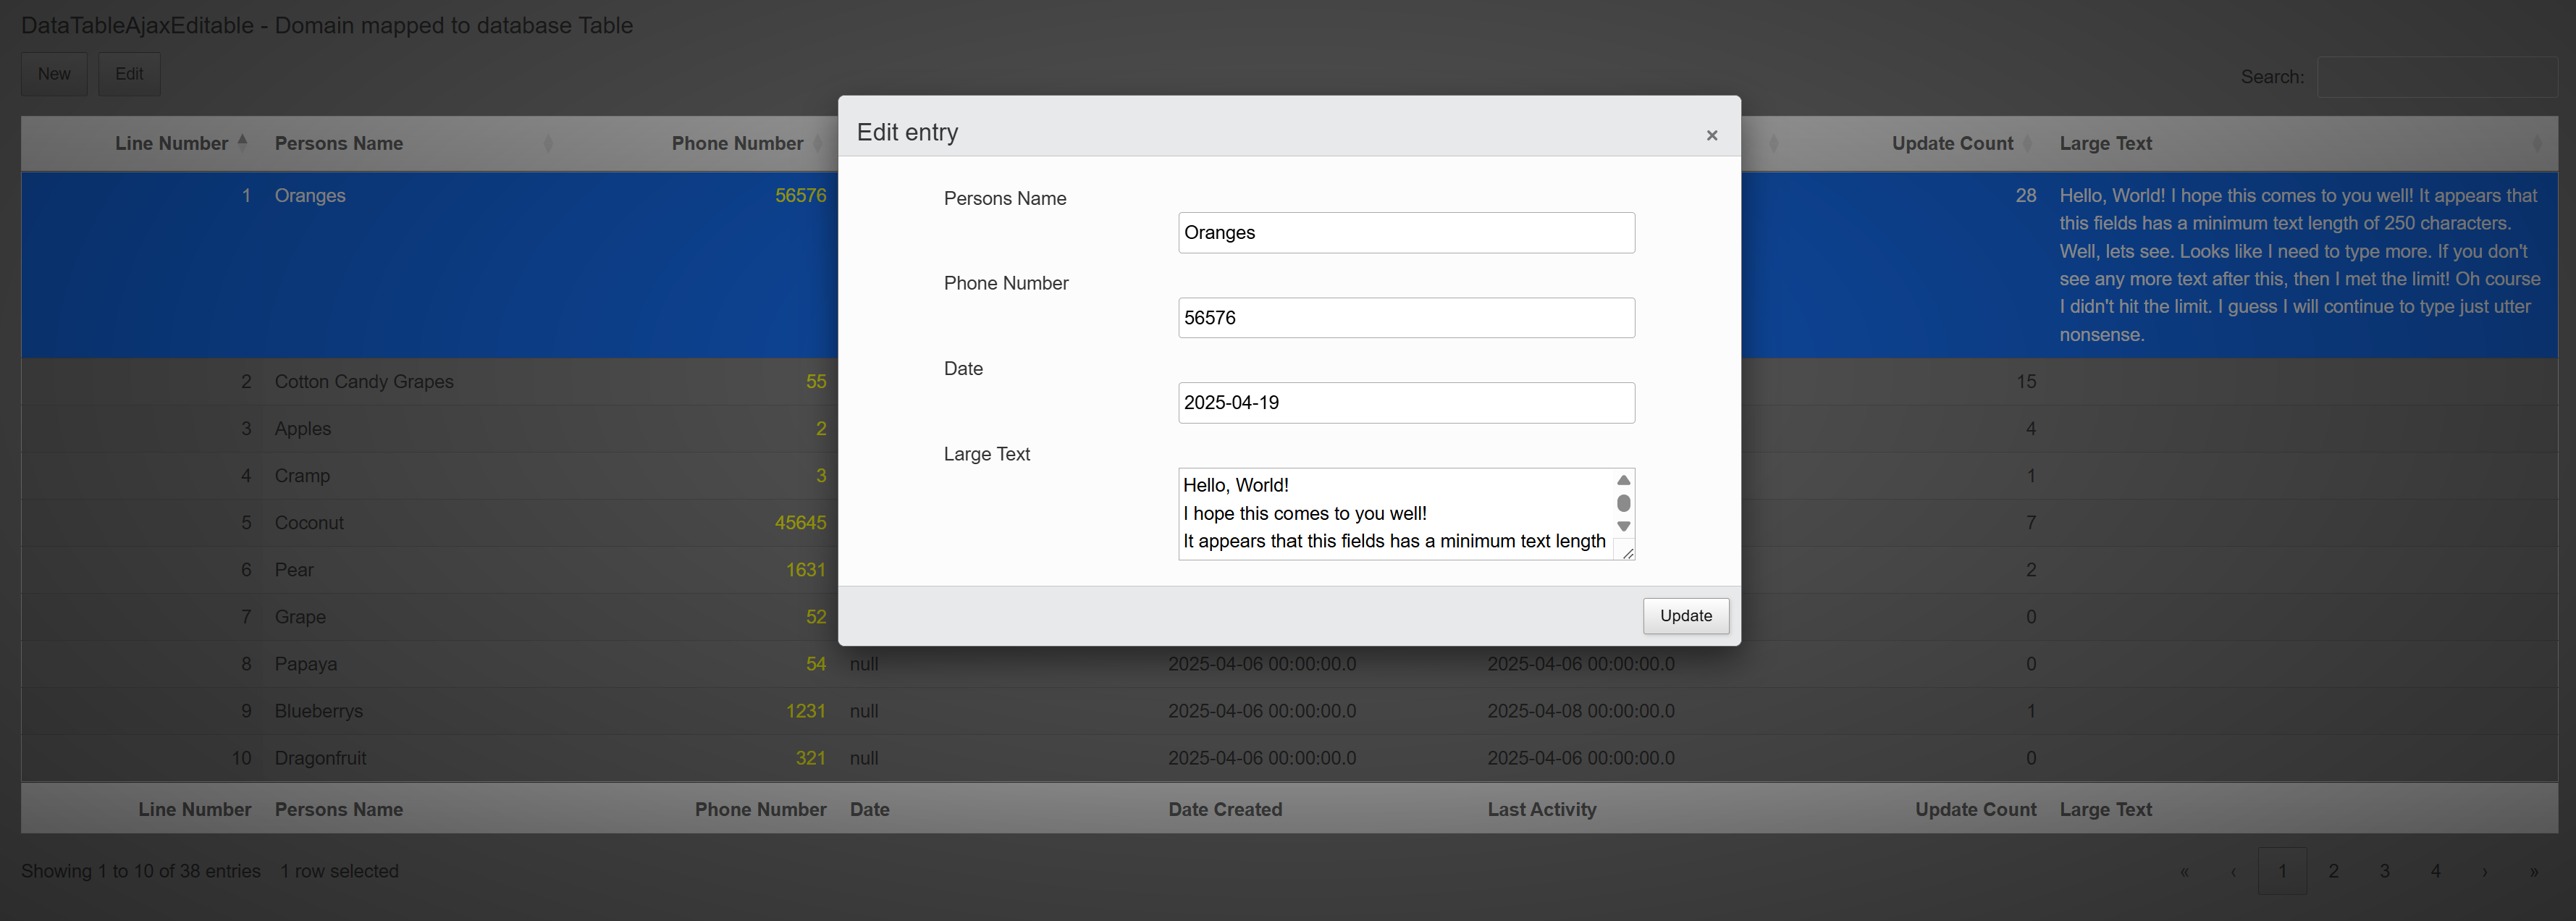 DataTableAjaxEditable - Domain mapped to database Table
New Edit Search:
Line Number Persons Name Phone Number Update Count Large Text
1 Oranges 56576 28 Hello, World! I hope this comes to you well! It appears that
this fields has a minimum text length of 250 characters.
Well, lets see. Looks like I need to type more. If you don't
see any more text after this, then I met the limit! Oh course
I didn't hit the limit. I guess I will continue to type just utter
nonsense.
2 Cotton Candy Grapes 55 15
3 Apples 2 4
4 Cramp 3 1
5 Coconut 45645 7
6 Pear 1631 2
7 Grape 52 0
8 Papaya 54 null 2025-04-06 00:00:00.0 2025-04-06 00:00:00.0 0
9 Blueberrys 1231 null 2025-04-06 00:00:00.0 2025-04-08 00:00:00.0 1
10 Dragonfruit 321 null 2025-04-06 00:00:00.0 2025-04-06 00:00:00.0 0
Line Number Persons Name Phone Number Date Date Created Last Activity Update Count Large Text
Showing 1 to 10 of 38 entries 1 row selected
« ‹ 1 2 3 4 › »
Edit entry ×
Persons Name
Oranges
Phone Number
56576
Date
2025-04-19
Large Text
Hello, World!
I hope this comes to you well!
It appears that this fields has a minimum text length
Update